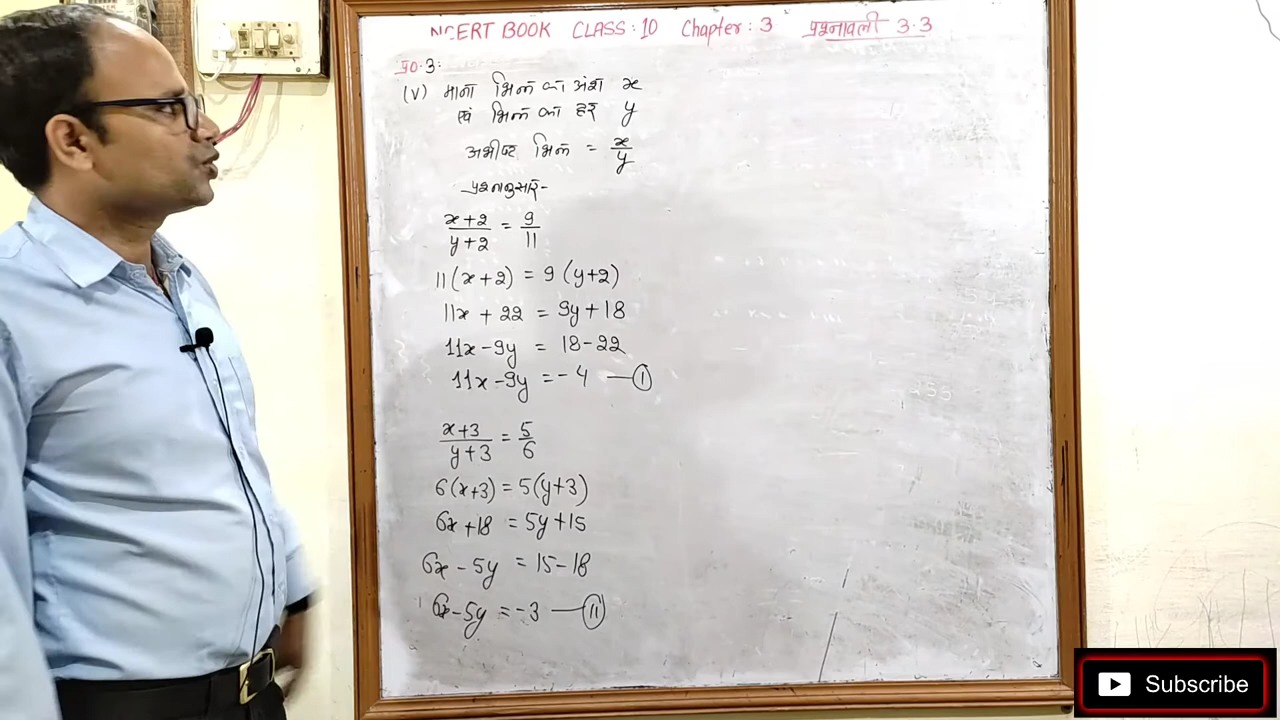 NCERT BOOK CLASS:10 Chapter: 3 प्रश्नावली 3.3
प्र0.3:
(v) माना भिन्न का अंश x
एवं भिन्न का हर y
अभीष्ट भिन्न = x/y
प्रश्नानुसार-
(x+2)/(y+2) = 9/11
11(x+2) = 9(y+2)
11x + 22 = 9y+18
11x-9y = 18-22
11x-9y = -4 —(I)
(x+3)/(y+3) = 5/6
6(x+3) = 5(y+3)
6x+18 = 5y+15
6x-5y = 15-18
6x-5y = -3 —(II)
Subscribe